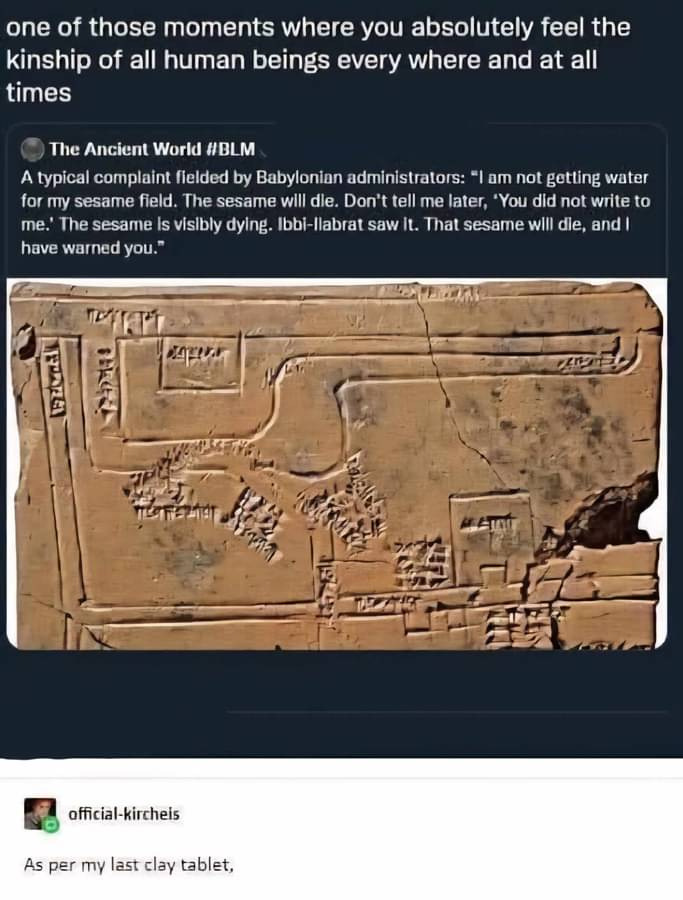 one of those moments where you absolutely feel the
kinship of all human beings every where and at all
times
The Ancient World #BLM
A typical complaint fielded by Babylonian administrators: "I am not getting water
for my sesame field. The sesame will die. Don't tell me later, 'You did not write to
me.' The sesame is visibly dying. Ibbi-Ilabrat saw it. That sesame will die, and I
have warned you."
official-kircheis
As per my last clay tablet,